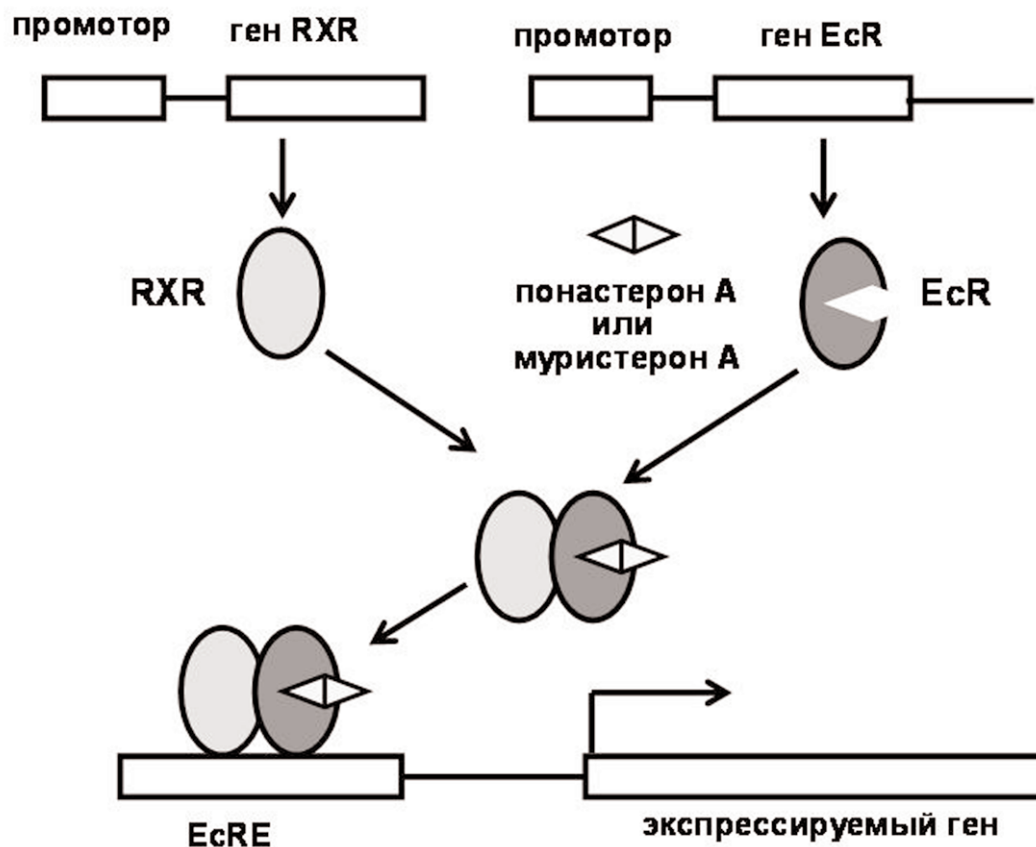 промотор ген RXR
промотор ген EcR
RXR
понастерон А
или
муристерон А
EcR
EcRE
экспрессируемый ген